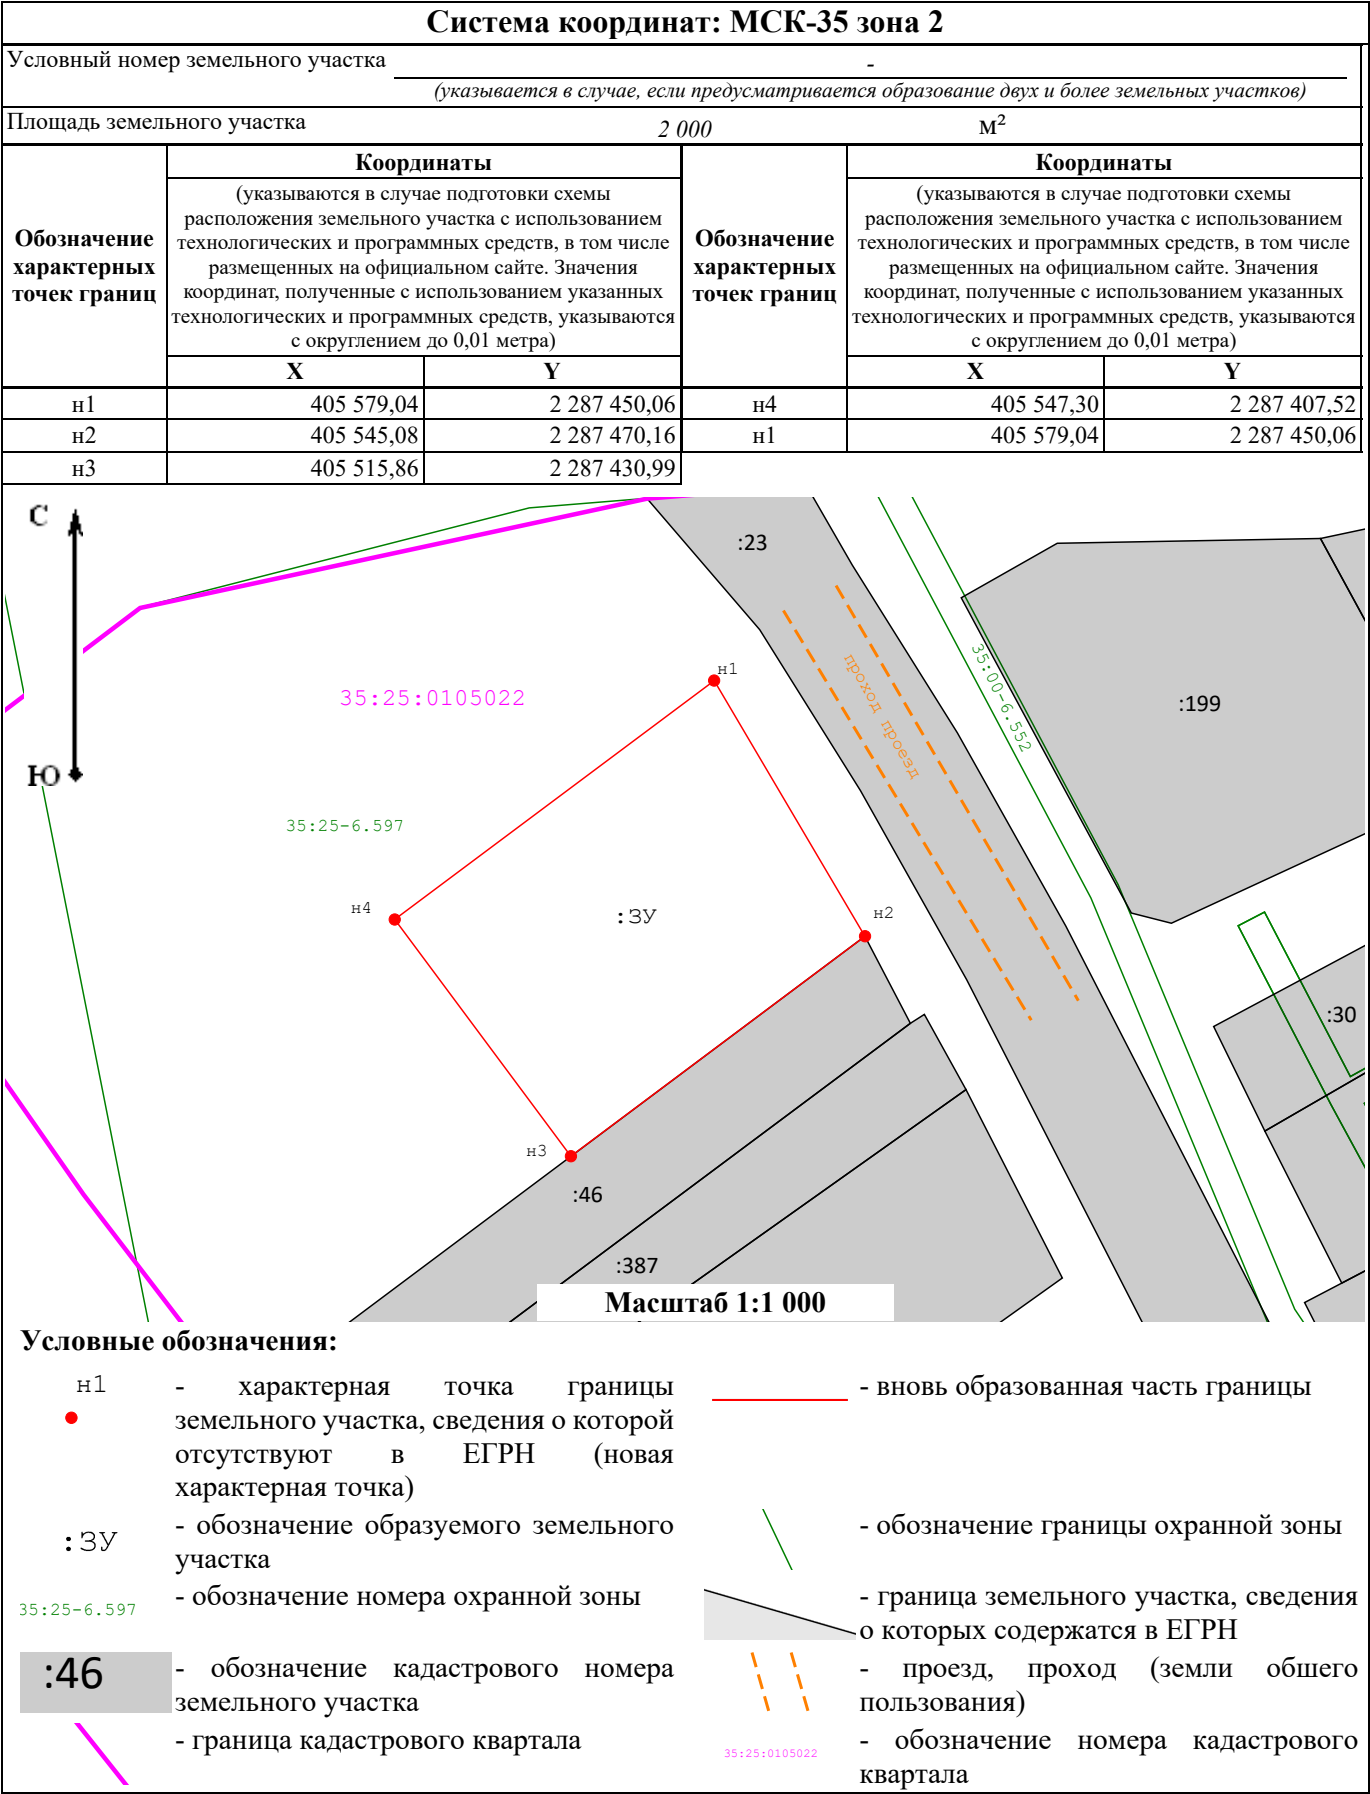 Система координат: МСК-35 зона 2
Условный номер земельного участка -
(указывается в случае, если предусматривается образование двух и более земельных участков)
Площадь земельного участка 2 000 м²
Обозначение
характерных
точек границ
Координаты
(указываются в случае подготовки схемы
расположения земельного участка с использованием
технологических и программных средств, в том числе
размещенных на официальном сайте. Значения
координат, полученные с использованием указанных
технологических и программных средств, указываются
с округлением до 0,01 метра)
X Y
Обозначение
характерных
точек границ
Координаты
(указываются в случае подготовки схемы
расположения земельного участка с использованием
технологических и программных средств, в том числе
размещенных на официальном сайте. Значения
координат, полученные с использованием указанных
технологических и программных средств, указываются
с округлением до 0,01 метра)
X Y
н1 405 579,04 2 287 450,06 н4 405 547,30 2 287 407,52
н2 405 545,08 2 287 470,16 н1 405 579,04 2 287 450,06
н3 405 515,86 2 287 430,99
С
:23
н1
35:25:0105022
проход проезд
35:00-6.552
:199
Ю
35:25-6.597
н4
:ЗУ
н2
:30
н3
:46
:387
Масштаб 1:1 000
Условные обозначения:
н1
- характерная точка границы
земельного участка, сведения о которой
отсутствуют в ЕГРН (новая
характерная точка)
- вновь образованная часть границы
:ЗУ
- обозначение образуемого земельного
участка
- обозначение границы охранной зоны
35:25-6.597
- обозначение номера охранной зоны
- граница земельного участка, сведения
о которых содержатся в ЕГРН
:46
- обозначение кадастрового номера
земельного участка
- проезд, проход (земли обшего
пользования)
- граница кадастрового квартала
35:25:0105022
- обозначение номера кадастрового
квартала